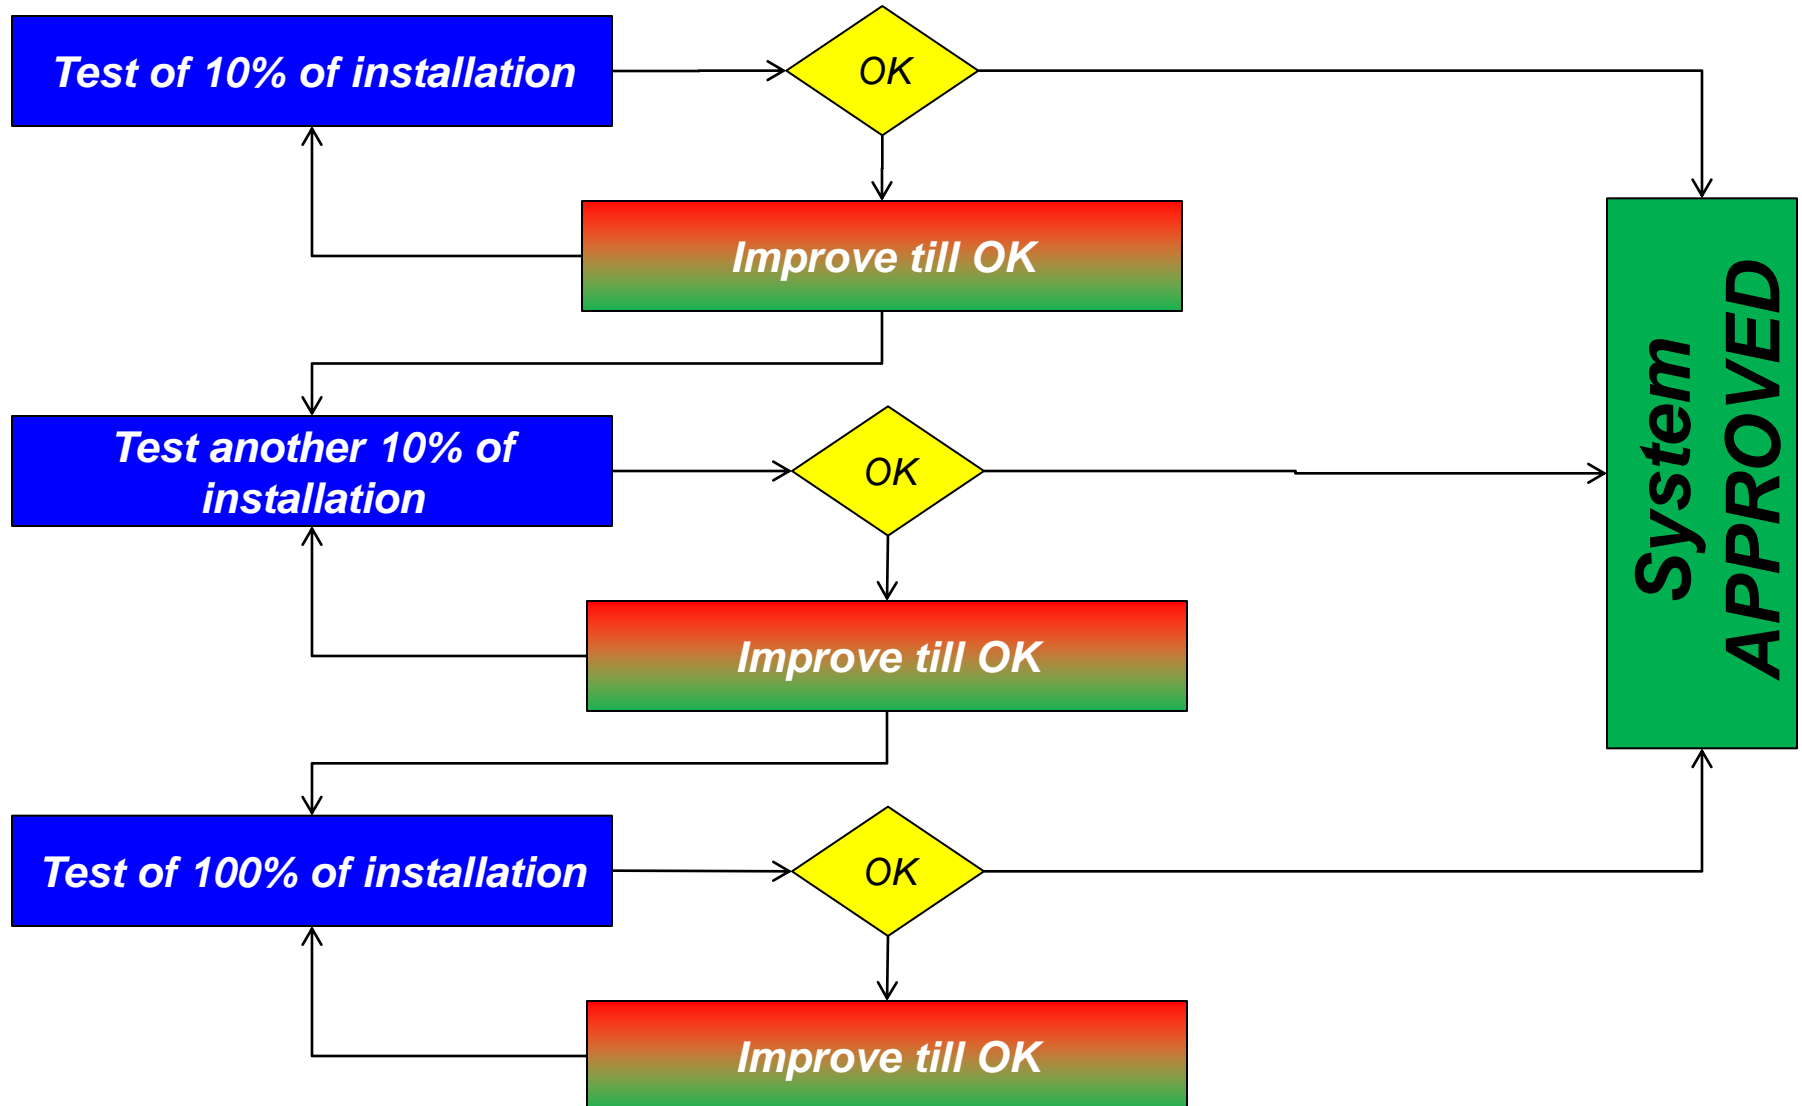 Test of 10% of installation
OK
Improve till OK
Test another 10% of
installation
OK
Improve till OK
Test of 100% of installation
OK
Improve till OK
System
APPROVED